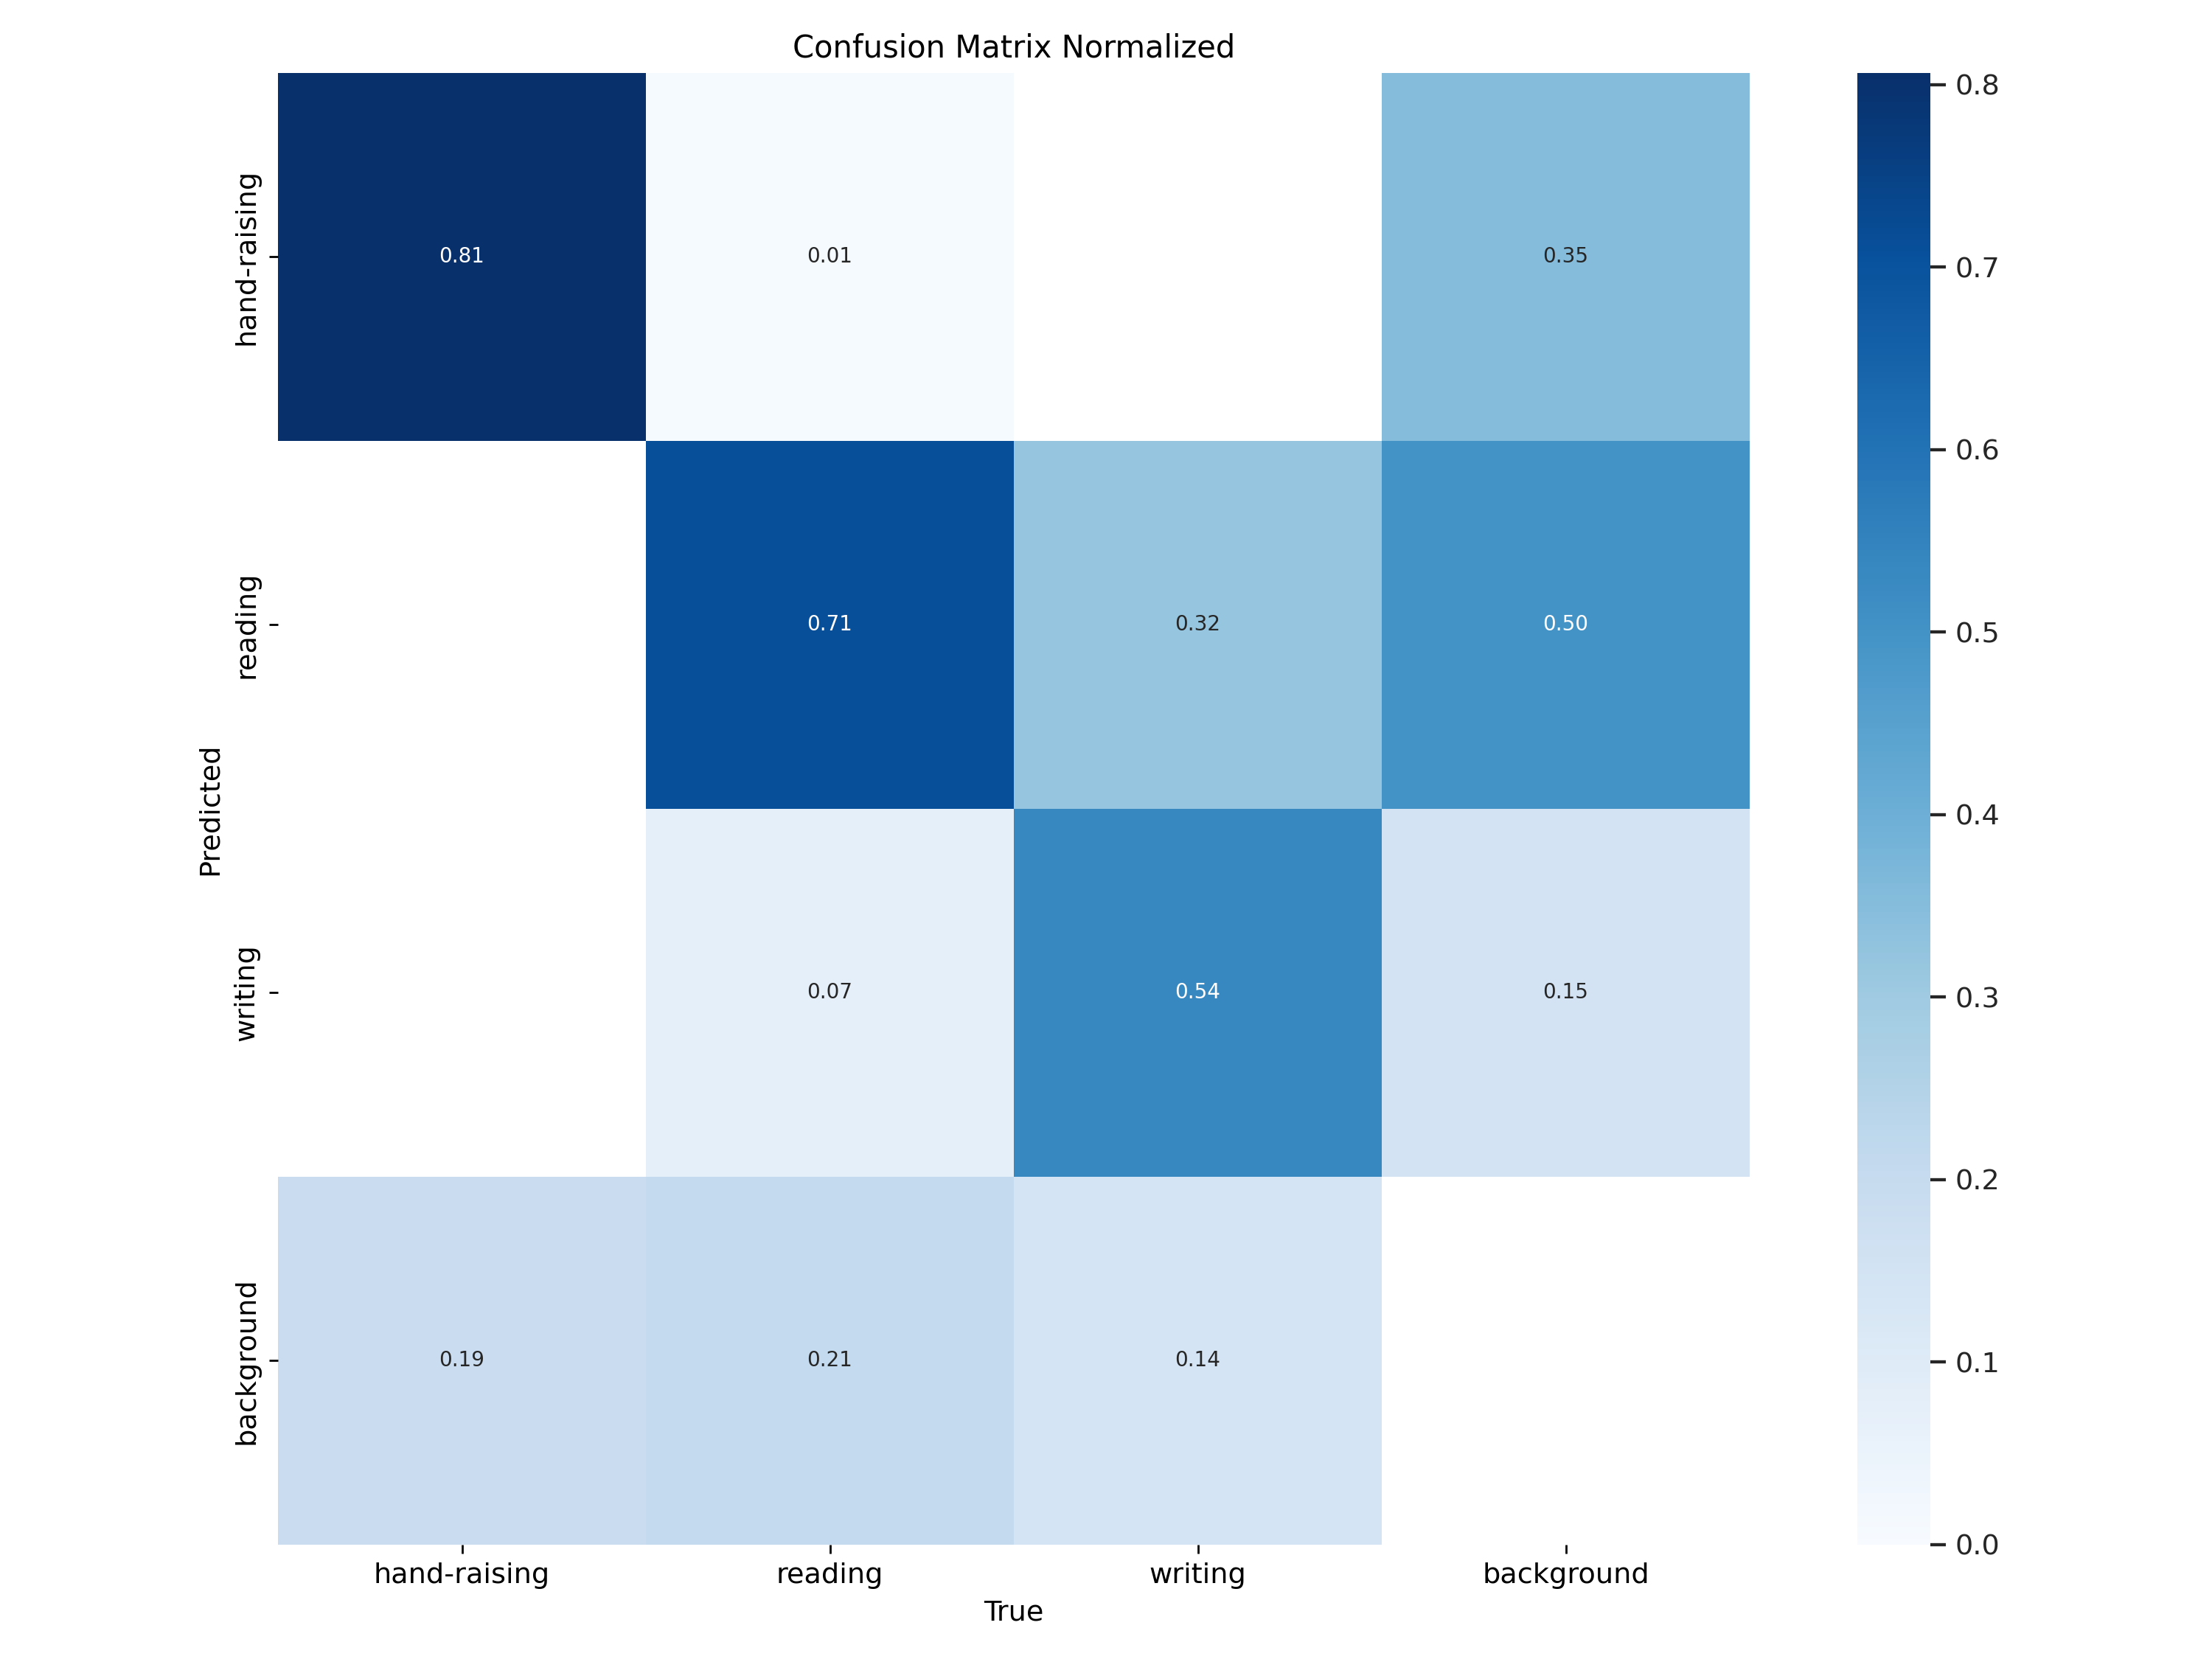 Confusion Matrix Normalized
0.8
hand-raising
0.81
0.01
0.35
0.7
0.6
reading
0.71
0.32
0.50
0.5
Predicted
0.4
writing
0.07
0.54
0.15
0.3
0.2
background
0.19
0.21
0.14
0.1
0.0
hand-raising
reading
writing
background
True